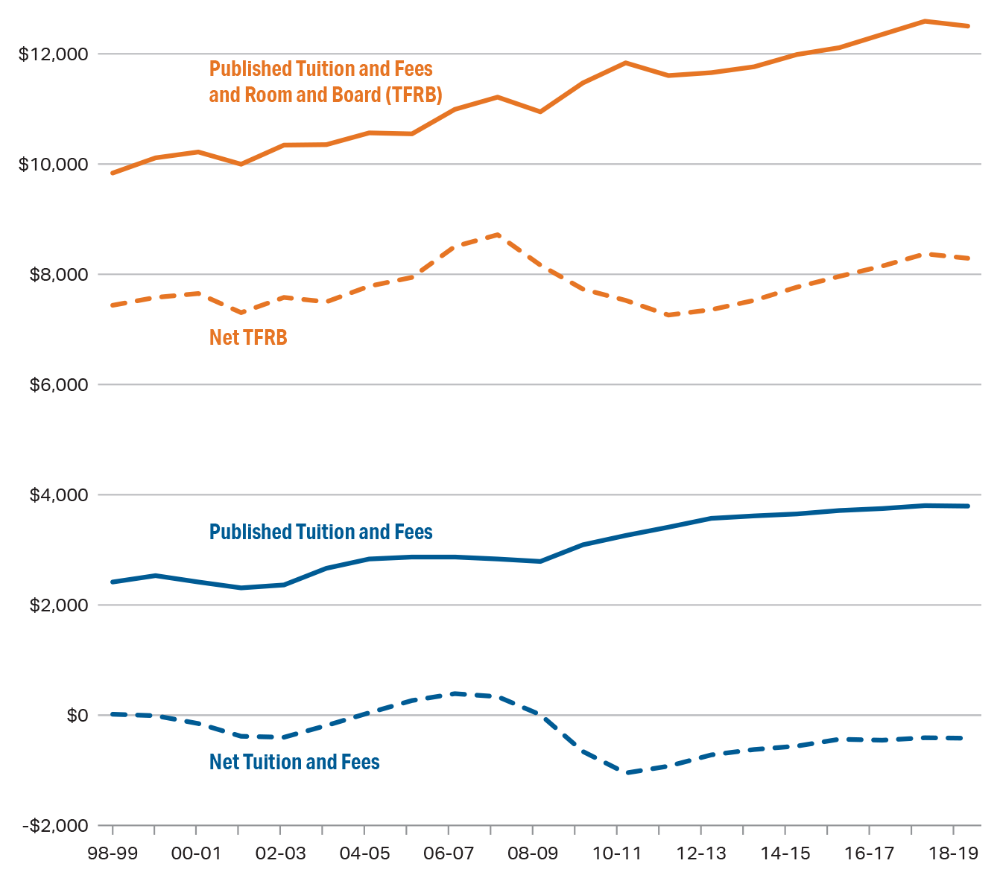 $12,000
Published Tuition and Fees
and Room and Board (TFRB)
$10,000
$8,000
Net TFRB
$6,000
$4,000
Published Tuition and Fees
$2,000
$0
Net Tuition and Fees
-$2,000
98-99 00-01 02-03 04-05 06-07 08-09 10-11 12-13 14-15 16-17 18-19